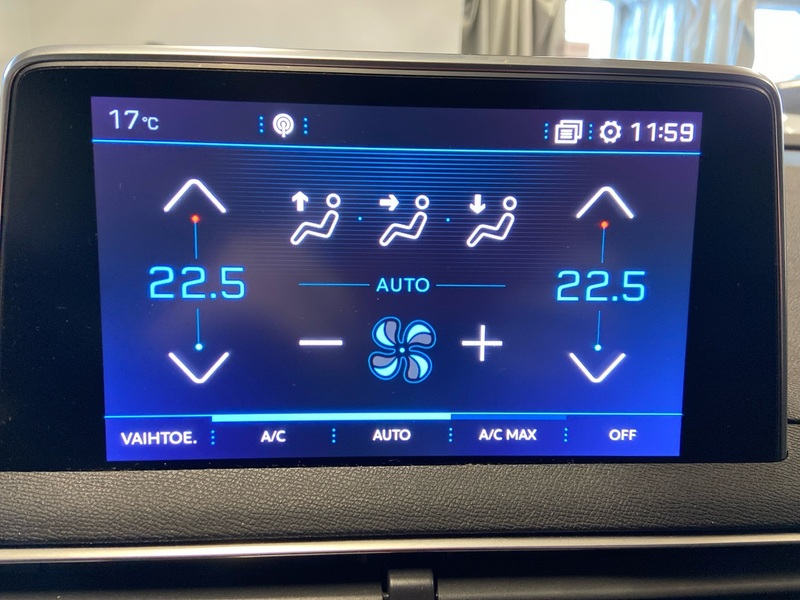 17°C 11:59
22.5 AUTO 22.5
VAIHTOE. A/C AUTO A/C MAX OFF